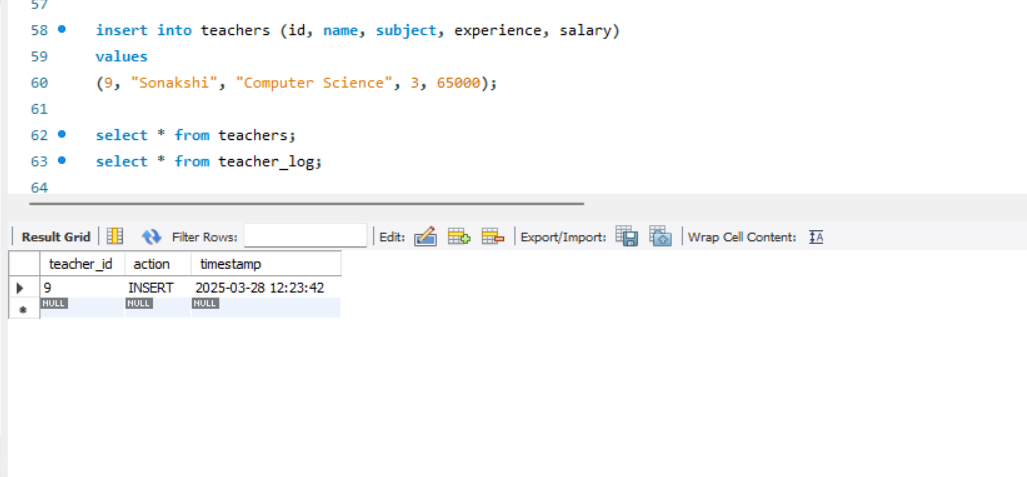 57
58 insert into teachers (id, name, subject, experience, salary)
59 values
60 (9, "Sonakshi", "Computer Science", 3, 65000);
61
62 select * from teachers;
63 select * from teacher_log;
64
Result Grid Filter Rows: Edit: Export/Import: Wrap Cell Content: IA
teacher_id action timestamp
9 INSERT 2025-03-28 12:23:42
NULL NULL NULL